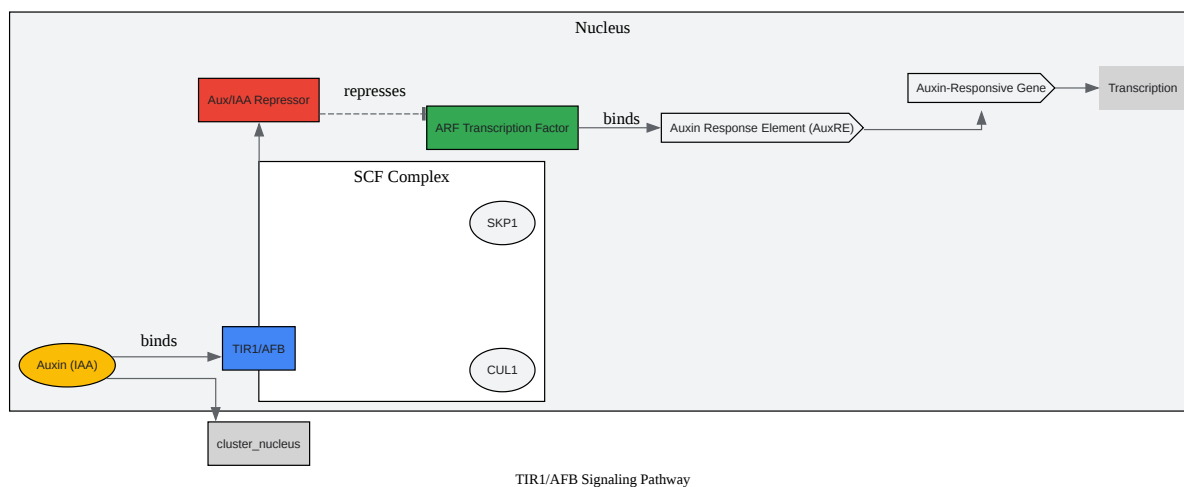 Nucleus
Aux/IAA Repressor
represses
ARF Transcription Factor
binds
Auxin Response Element (AuxRE)
Auxin-Responsive Gene
Transcription
SCF Complex
SKP1
binds
TIR1/AFB
Auxin (IAA)
CUL1
cluster_nucleus
TIR1/AFB Signaling Pathway